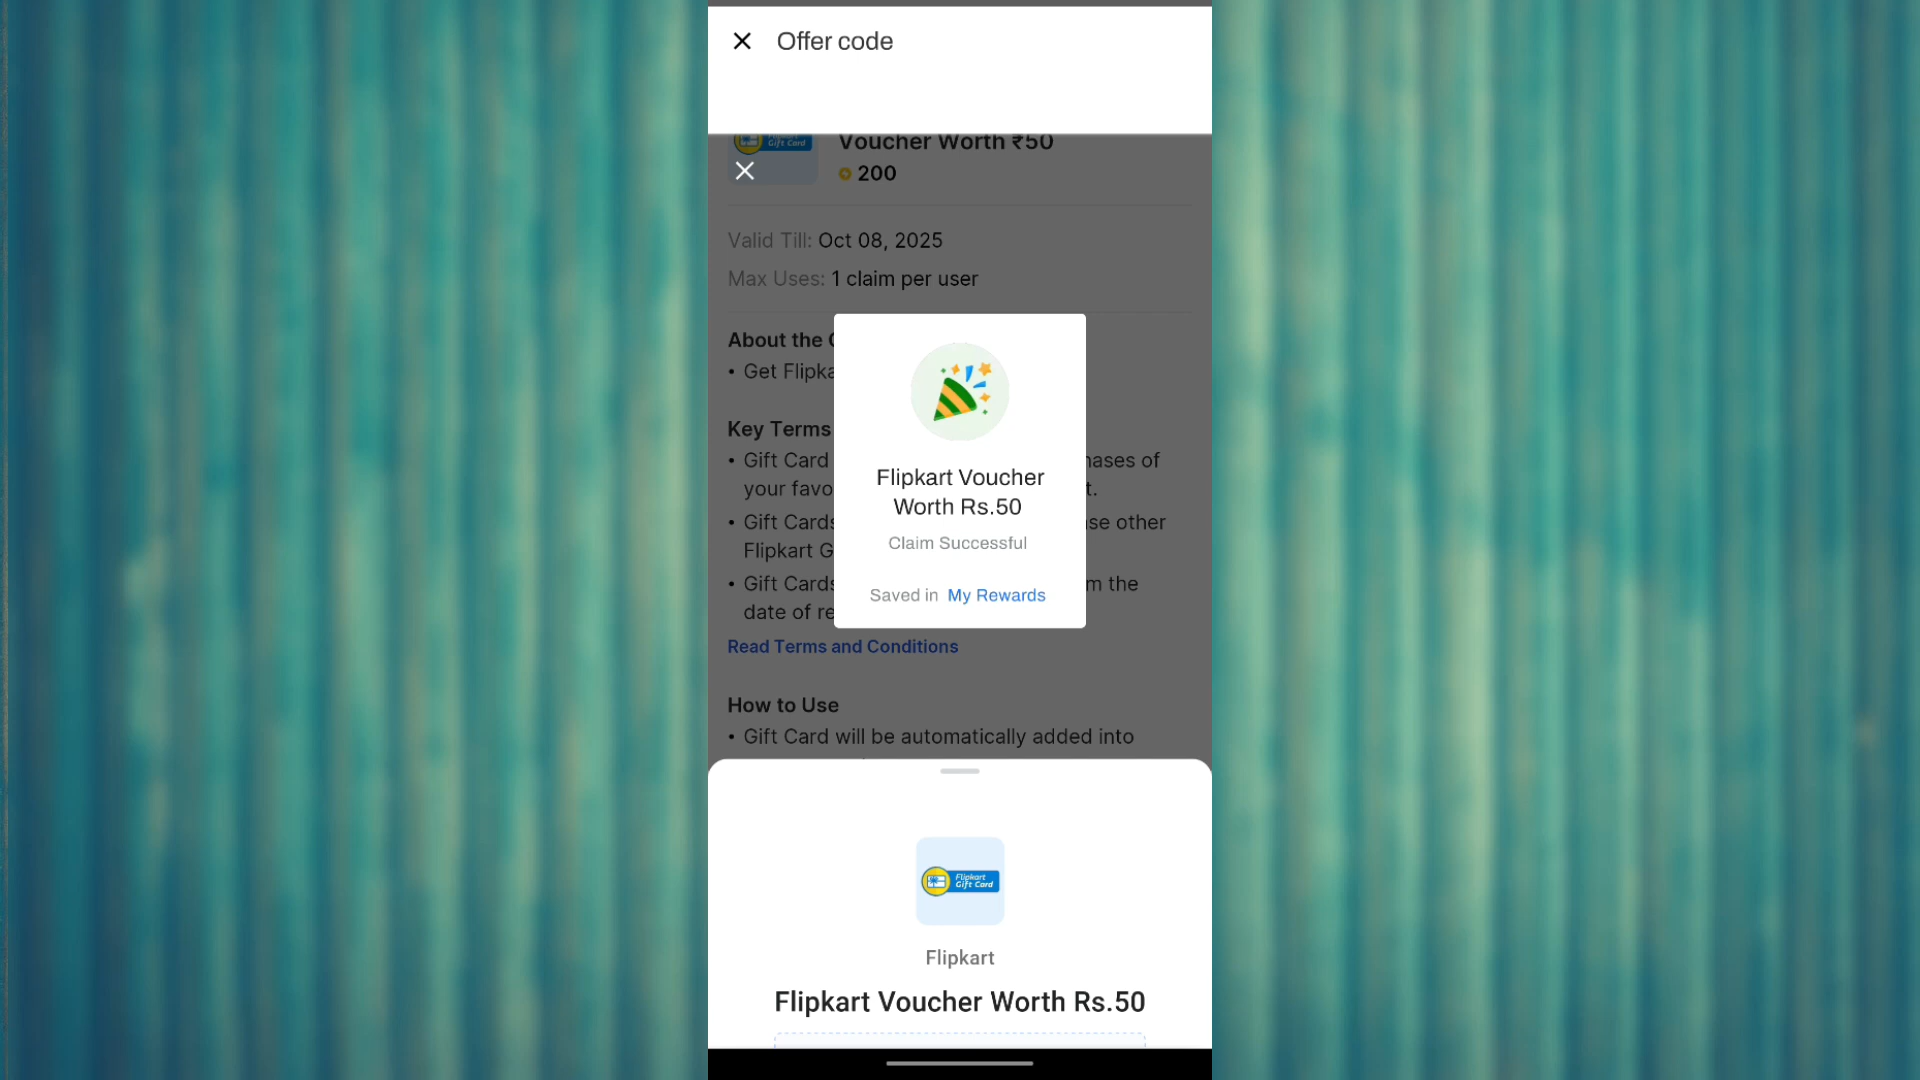 Offer code
Gift Card
Voucher Worth ₹50
200
Valid Till: Oct 08, 2025
Max Uses: 1 claim per user
About the
• Get Flipka
Key Terms
• Gift Card
your favo
• Gift Cards
se other
Flipkart G
• Gift Cards
the
date of re
Flipkart Voucher
Worth Rs.50
Claim Successful
Saved in My Rewards
Read Terms and Conditions
How to Use
• Gift Card will be automatically added into
Flipkart
Gift Card
Flipkart
Flipkart Voucher Worth Rs.50